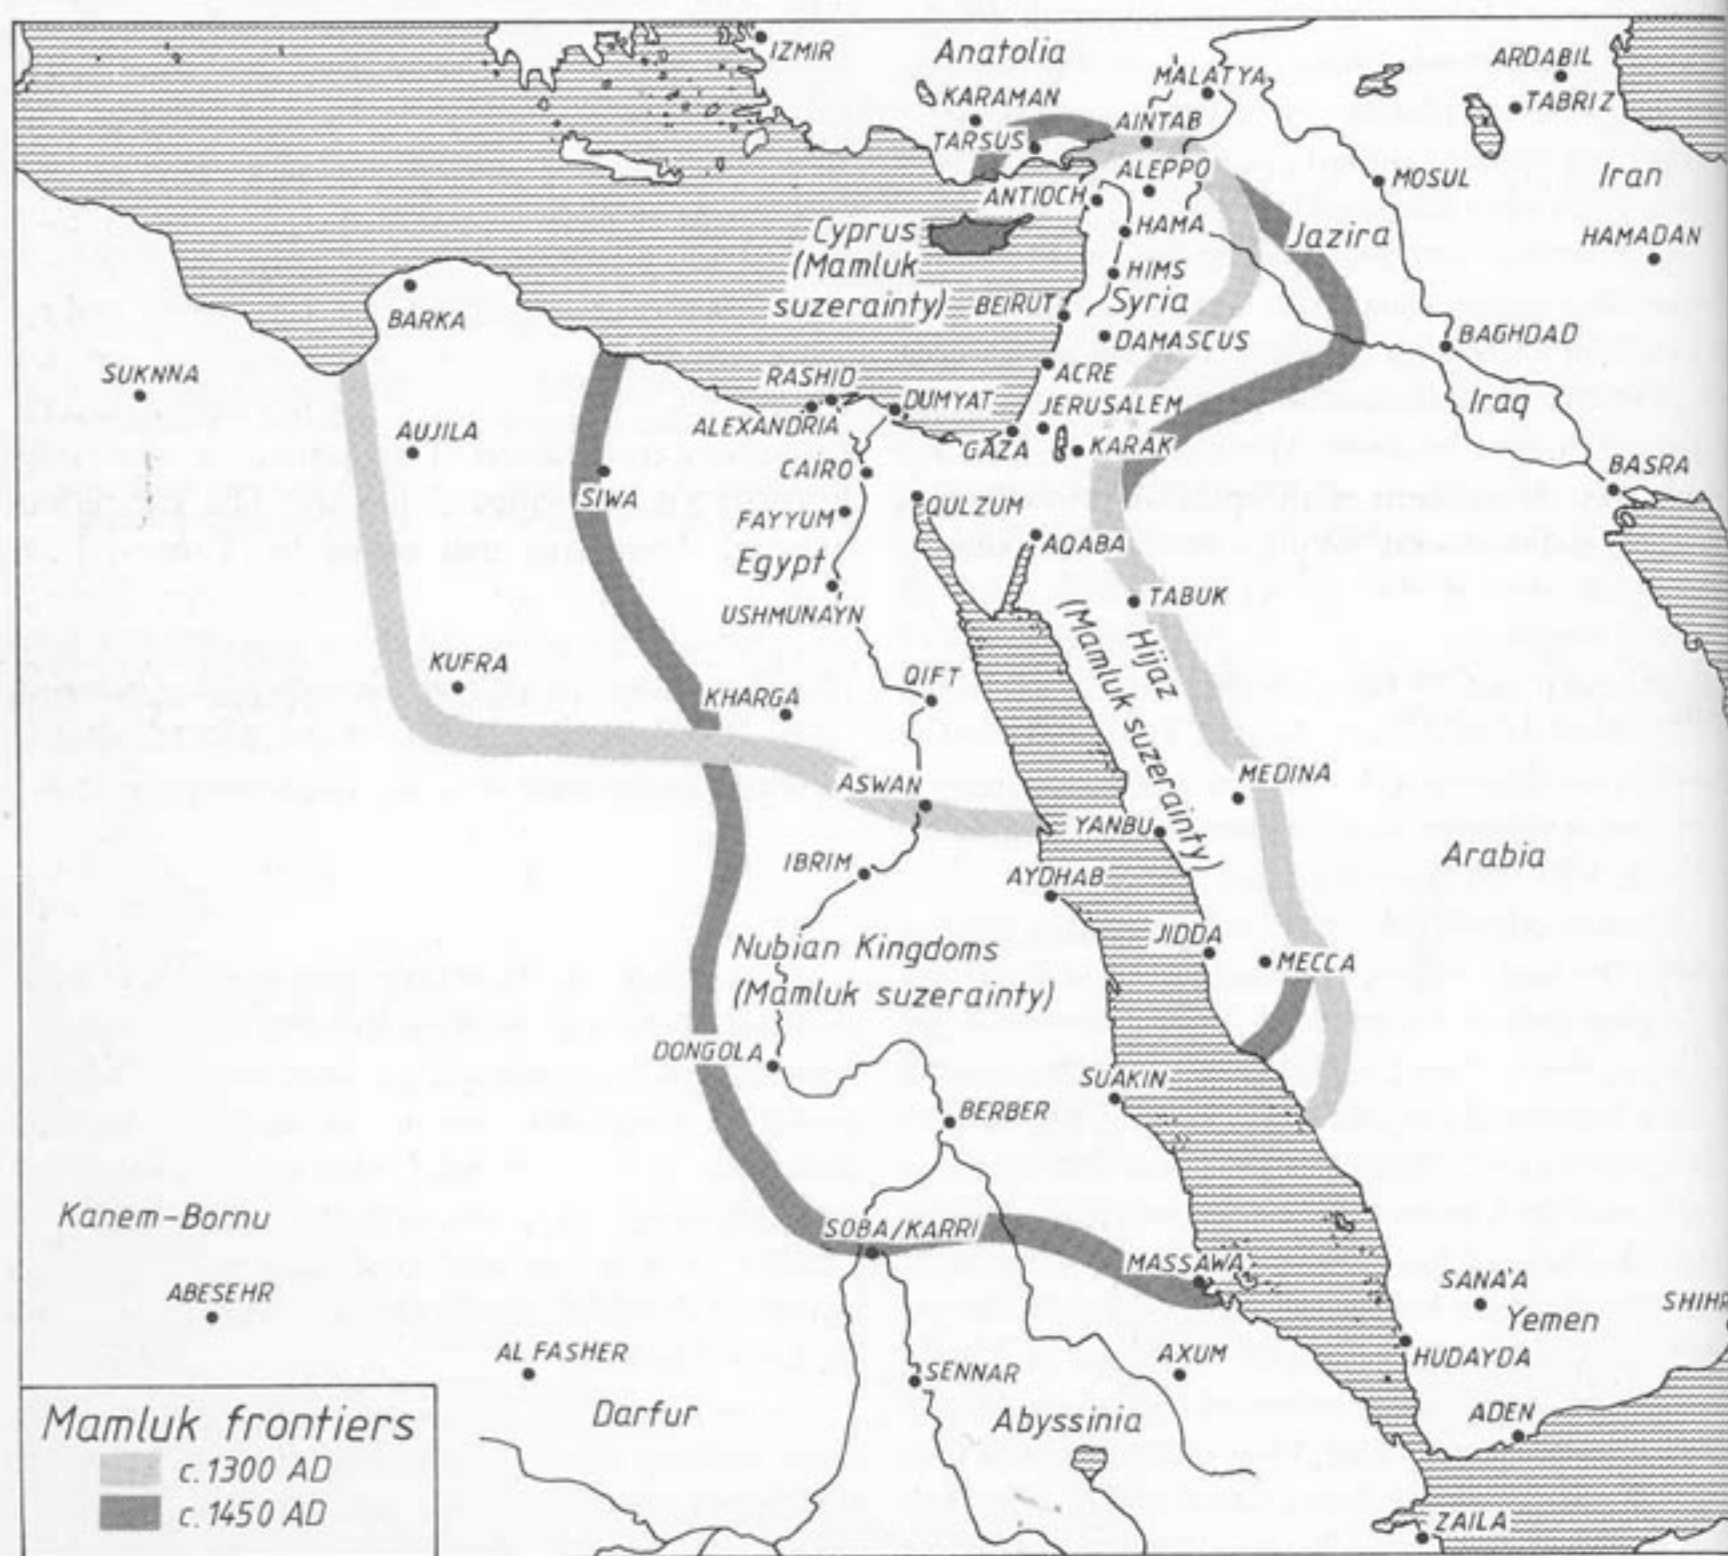 IZMIR
Anatolia
ARDABIL
MALATYA
TABRIZ
KARAMAN
AINTAB
TARSUS
ALEPPO
MOSUL
Iran
ANTIOCH
HAMA
Jazira
HAMADAN
Cyprus
(Mamluk
suzerainty)
HIMS
Syria
BEIRUT
BARKA
DAMASCUS
BAGHDAD
SUKNNA
RASHID
ACRE
DUMYAT
JERUSALEM
Iraq
ALEXANDRIA
AUJILA
GAZA
KARAK
CAIRO
BASRA
SIWA
FAYYUM
QULZUM
AQABA
Egypt
TABUK
USHMUNAYN
Hijaz
(Mamluk suzerainty)
KUFRA
QIFT
KHARGA
MEDINA
ASWAN
YANBU
IBRIM
Arabia
AYDHAB
JIDDA
MECCA
Nubian Kingdoms
(Mamluk suzerainty)
DONGOLA
SUAKIN
BERBER
Kanem-Bornu
SOBA/KARRI
MASSAWA
ABESEHR
SANA'A
SHIHR
Yemen
AL FASHER
SENNAR
AXUM
HUDAYDA
Darfur
Abyssinia
ADEN
ZAILA
Mamluk frontiers
c.1300 AD
c.1450 AD